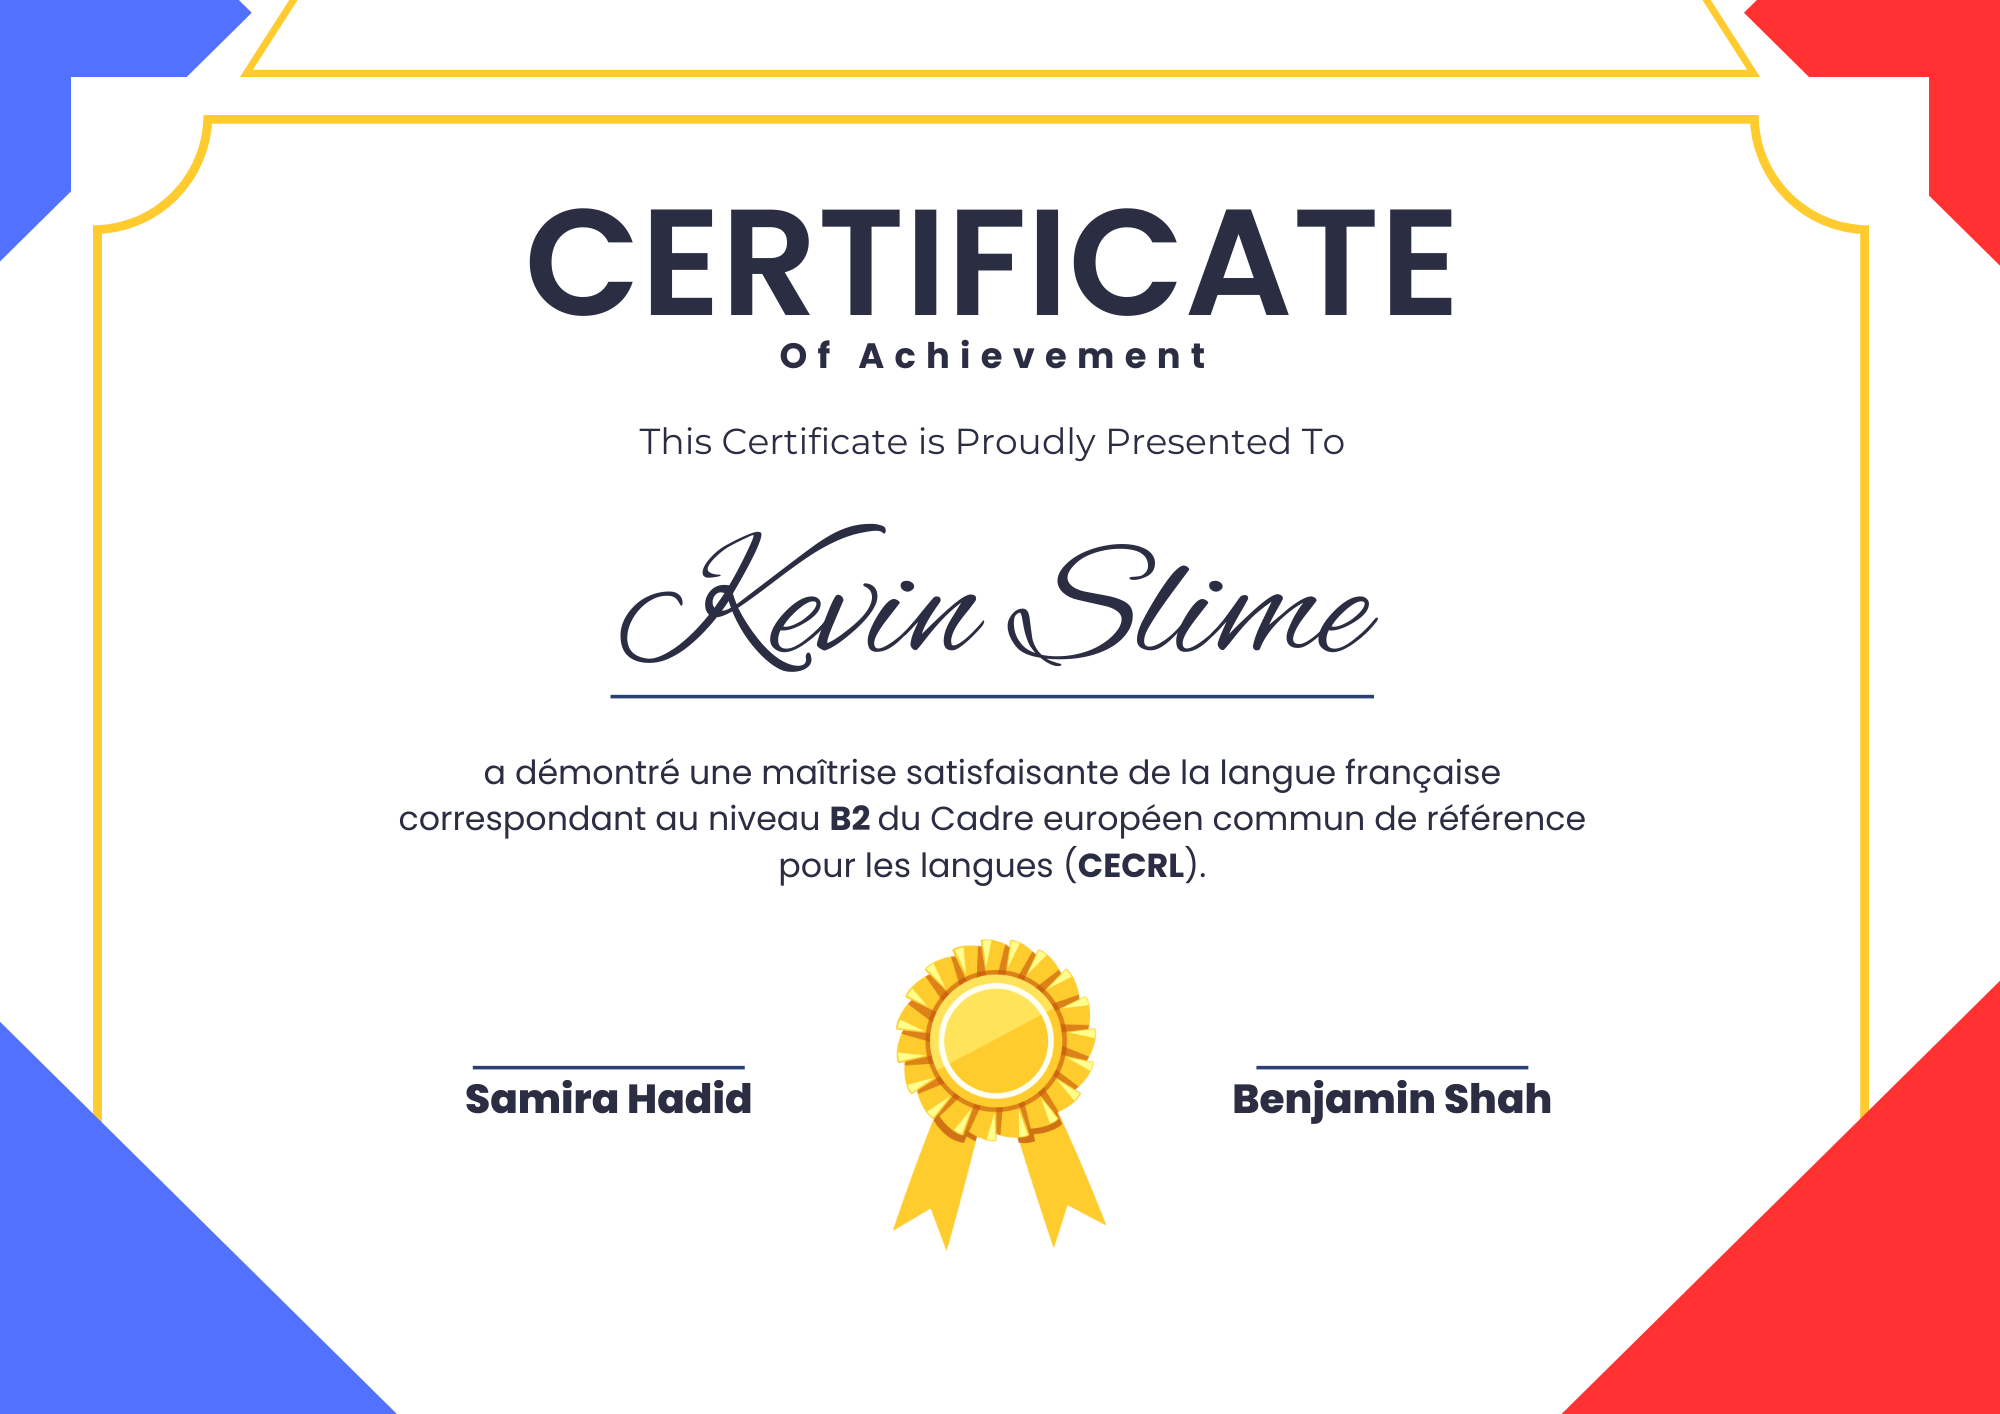 CERTIFICATE
Of Achievement
This Certificate is Proudly Presented To
Kevin Slime
a démontré une maîtrise satisfaisante de la langue française
correspondant au niveau B2 du Cadre européen commun de référence
pour les langues (CECRL).
Samira Hadid
Benjamin Shah